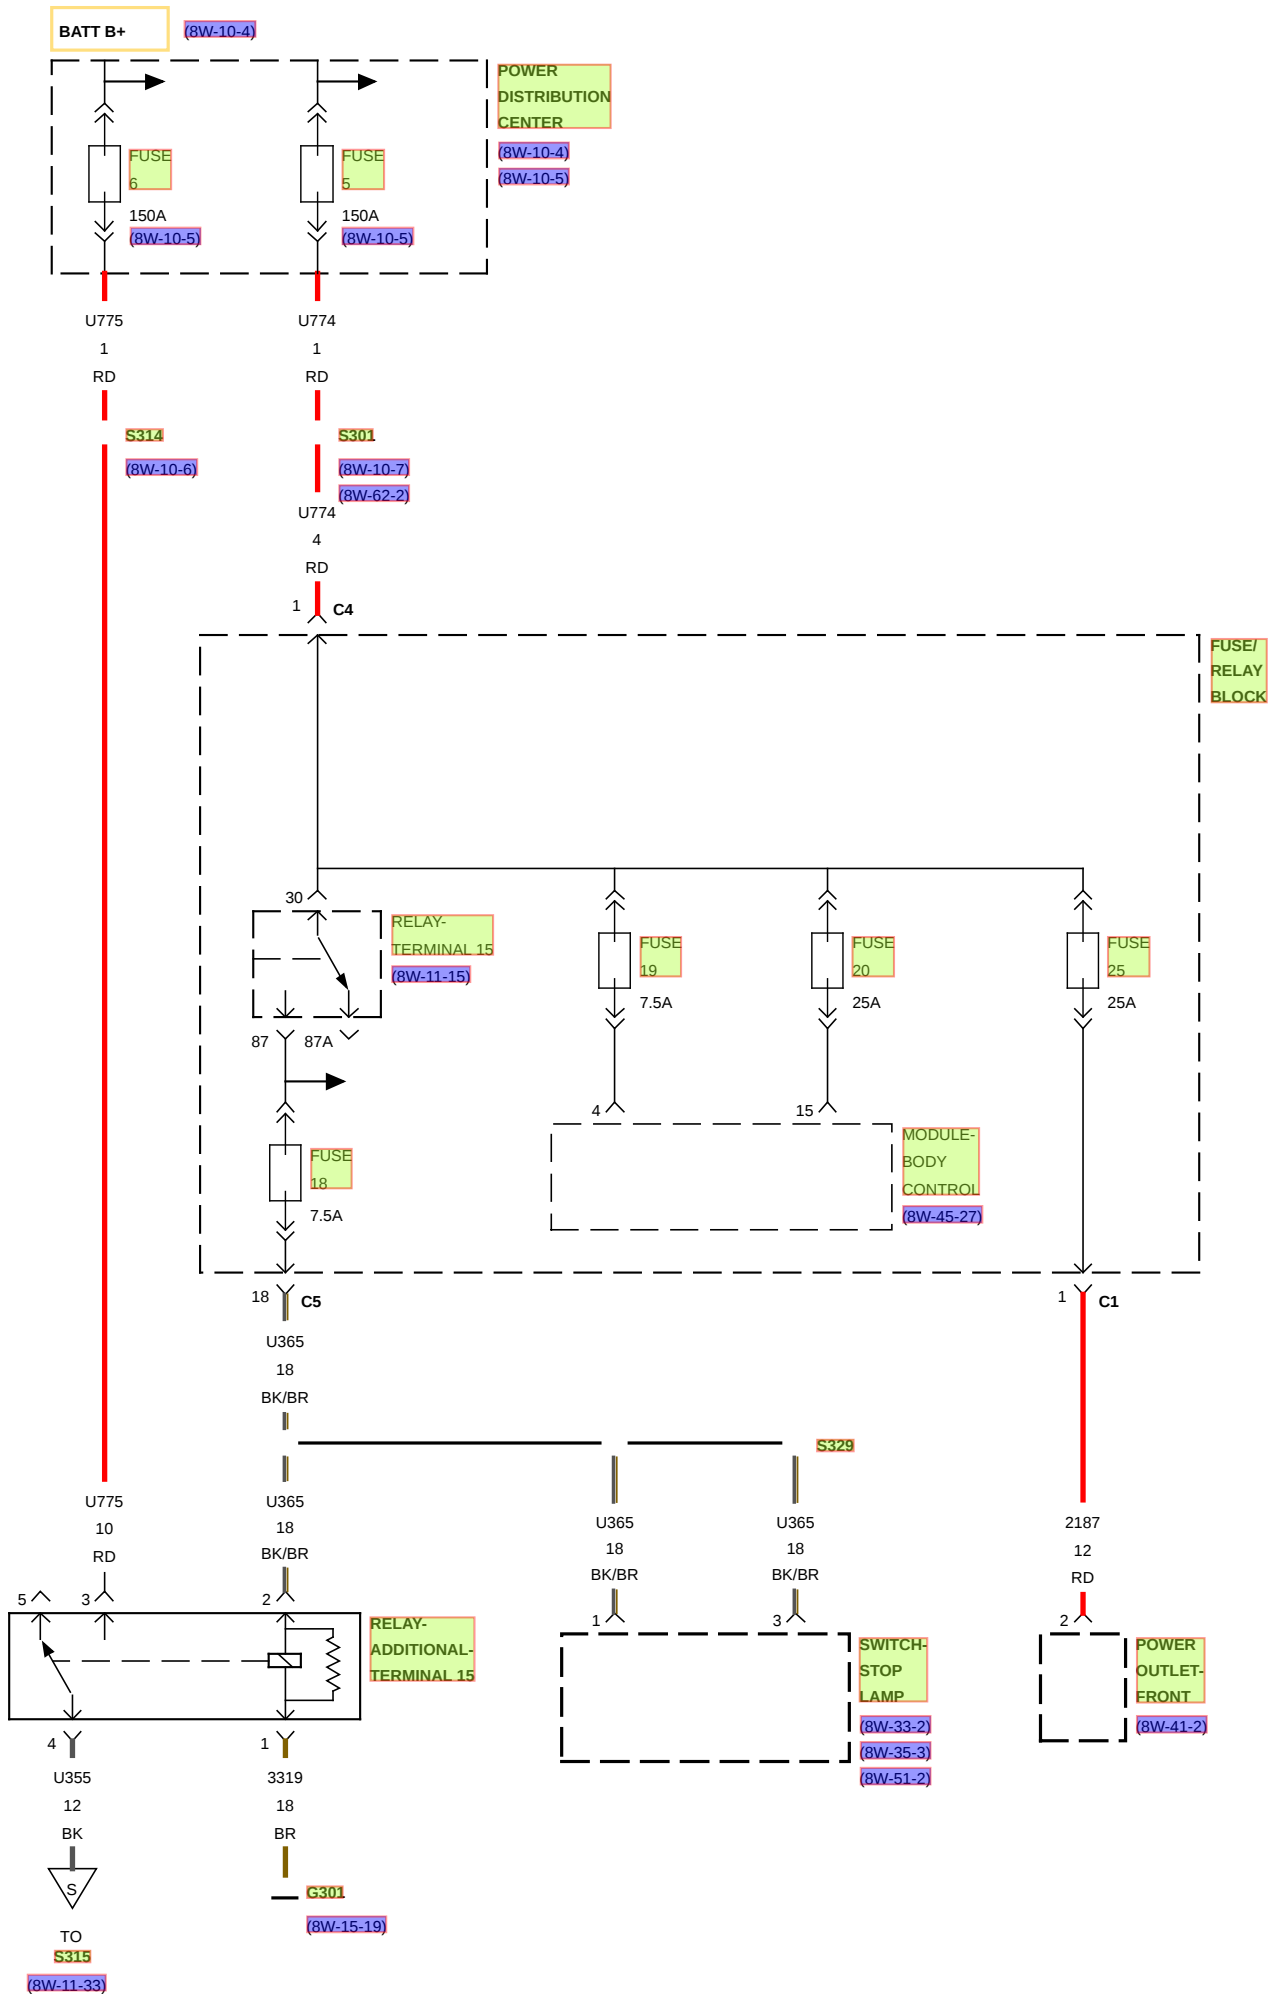 BATT B+
(8W-10-4)
POWER
DISTRIBUTION
CENTER
(8W-10-4)
(8W-10-5)
FUSE
6
150A
(8W-10-5)
FUSE
5
150A
(8W-10-5)
U775
1
RD
U774
1
RD
S314
(8W-10-6)
S301
(8W-10-7)
(8W-62-2)
U774
4
RD
1
C4
FUSE/
RELAY
BLOCK
30
RELAY-
TERMINAL 15
(8W-11-15)
87
87A
FUSE
19
7.5A
FUSE
20
25A
FUSE
25
25A
4
15
MODULE-
BODY
CONTROL
(8W-45-27)
FUSE
18
7.5A
18
C5
1
C1
U365
18
BK/BR
S329
U775
10
RD
U365
18
BK/BR
U365
18
BK/BR
U365
18
BK/BR
2187
12
RD
5
3
2
1
3
2
RELAY-
ADDITIONAL-
TERMINAL 15
SWITCH-
STOP
LAMP
(8W-33-2)
(8W-35-3)
(8W-51-2)
POWER
OUTLET-
FRONT
(8W-41-2)
4
1
U355
12
BK
3319
18
BR
S
G301
(8W-15-19)
TO
S315
(8W-11-33)